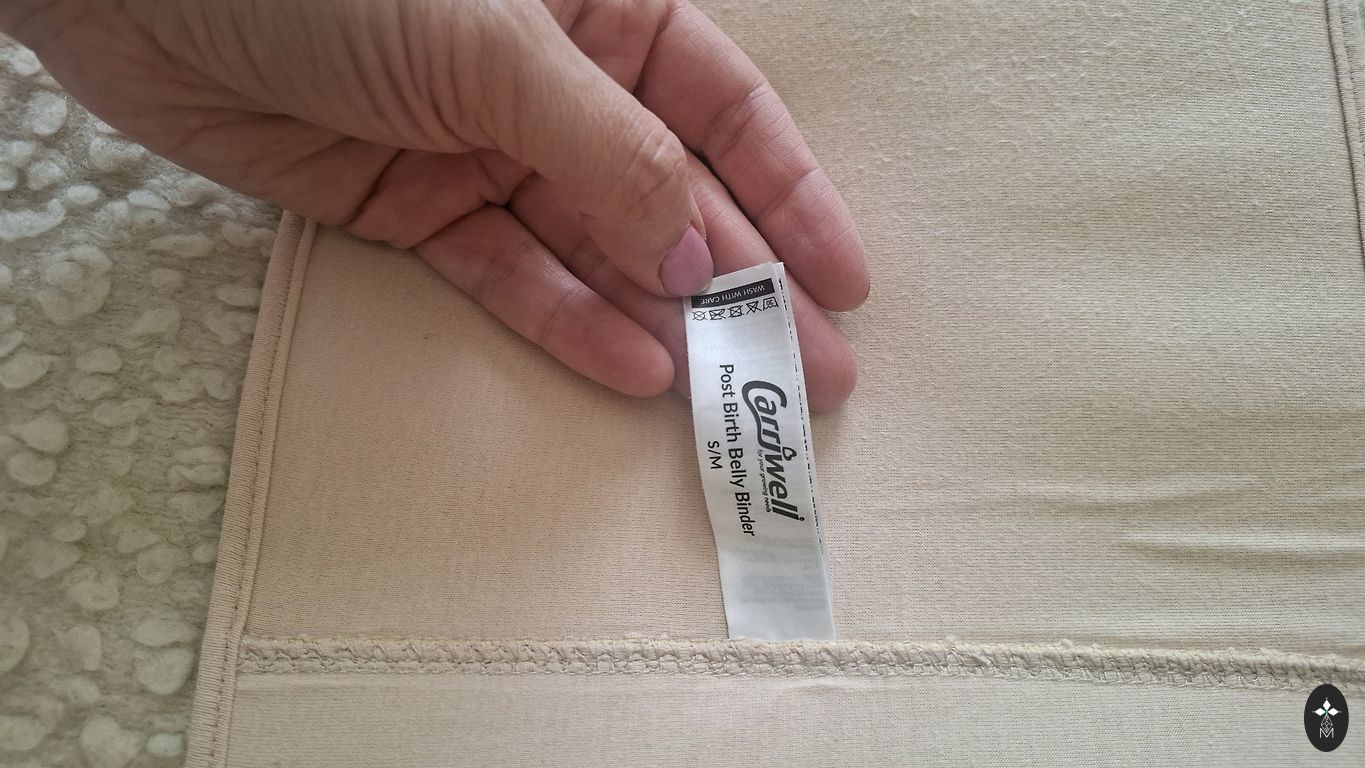 WASH WITH CARE
Carriwell
for your growing needs
Post Birth Belly Binder
S/M
M